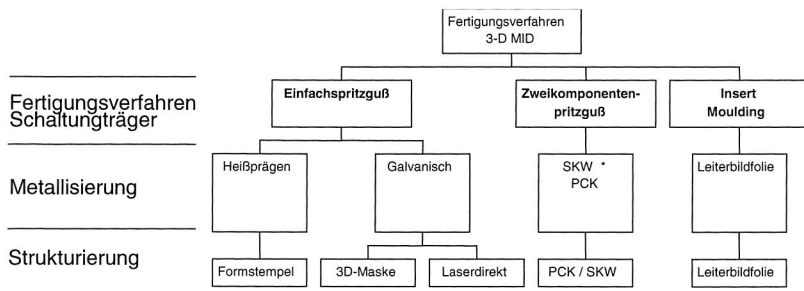 Fertigungsverfahren
3-D MID
Fertigungsverfahren
Schaltungträger
Einfachspritzguß
Zweikomponenten-
pritzguß
Insert
Moulding
Metallisierung
Heißprägen
Galvanisch
SKW *
PCK
Leiterbildfolie
Strukturierung
Formstempel
3D-Maske
Laserdirekt
PCK / SKW
Leiterbildfolie